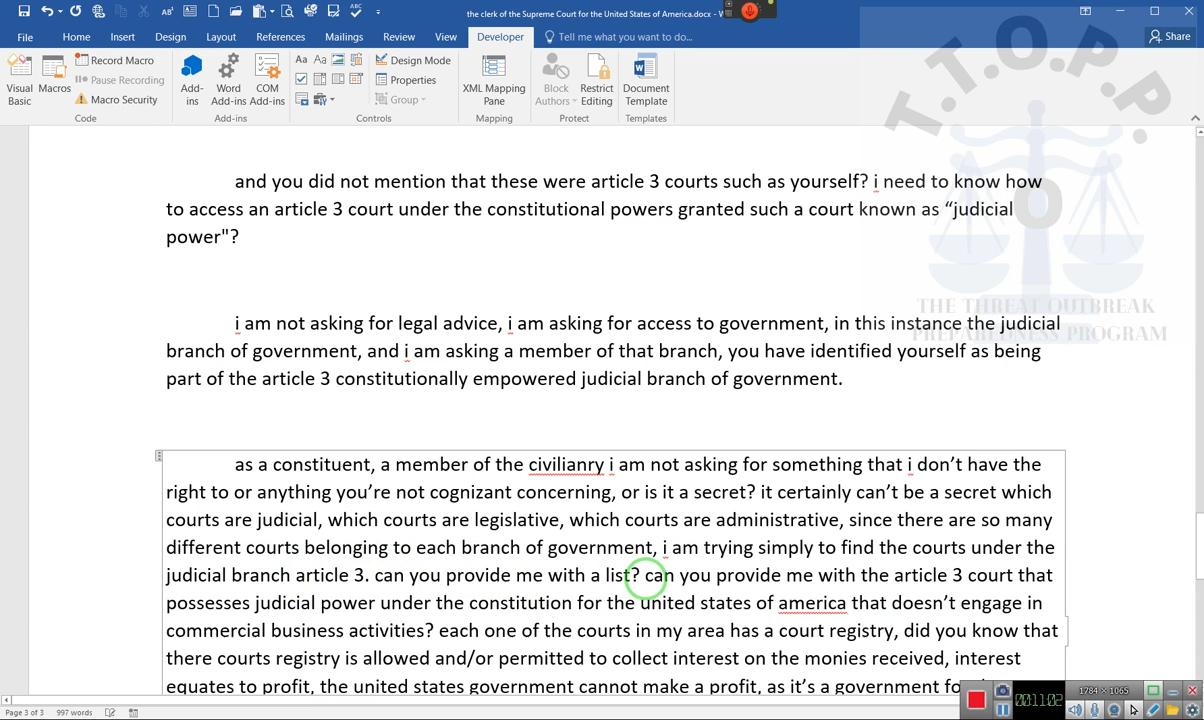 the clerk of the Supreme Court for the United States of America.docx - W
File Home Insert Design Layout References Mailings Review View Developer Tell me what you want to do... Share
Visual Basic Macros Record Macro Pause Recording Macro Security
Code
Add-ins Word Add-ins COM Add-ins
Add-ins
Aa Aa Design Mode Properties Group
Controls
XML Mapping Pane
Mapping
Block Authors Restrict Editing
Protect
Document Template
Templates
T.T.O.P.P.
THE THREAT OUTBREAK
PREPAREDNESS PROGRAM
and you did not mention that these were article 3 courts such as yourself? i need to know how
to access an article 3 court under the constitutional powers granted such a court known as “judicial
power"?
i am not asking for legal advice, i am asking for access to government, in this instance the judicial
branch of government, and i am asking a member of that branch, you have identified yourself as being
part of the article 3 constitutionally empowered judicial branch of government.
as a constituent, a member of the civilianry i am not asking for something that i don’t have the
right to or anything you’re not cognizant concerning, or is it a secret? it certainly can’t be a secret which
courts are judicial, which courts are legislative, which courts are administrative, since there are so many
different courts belonging to each branch of government, i am trying simply to find the courts under the
judicial branch article 3. can you provide me with a list? can you provide me with the article 3 court that
possesses judicial power under the constitution for the united states of america that doesn’t engage in
commercial business activities? each one of the courts in my area has a court registry, did you know that
there courts registry is allowed and/or permitted to collect interest on the monies received, interest
equates to profit, the united states government cannot make a profit, as it’s a government
Page 3 of 3 997 words
1784 × 1065